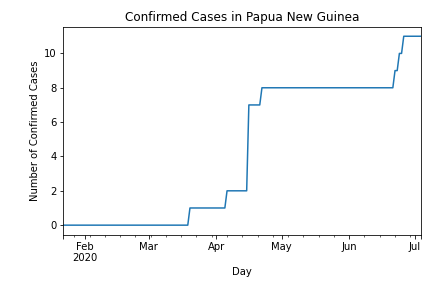 Confirmed Cases in Papua New Guinea
Number of Confirmed Cases
10
8
6
4
2
0
Feb Mar Apr May Jun Jul
2020
Day